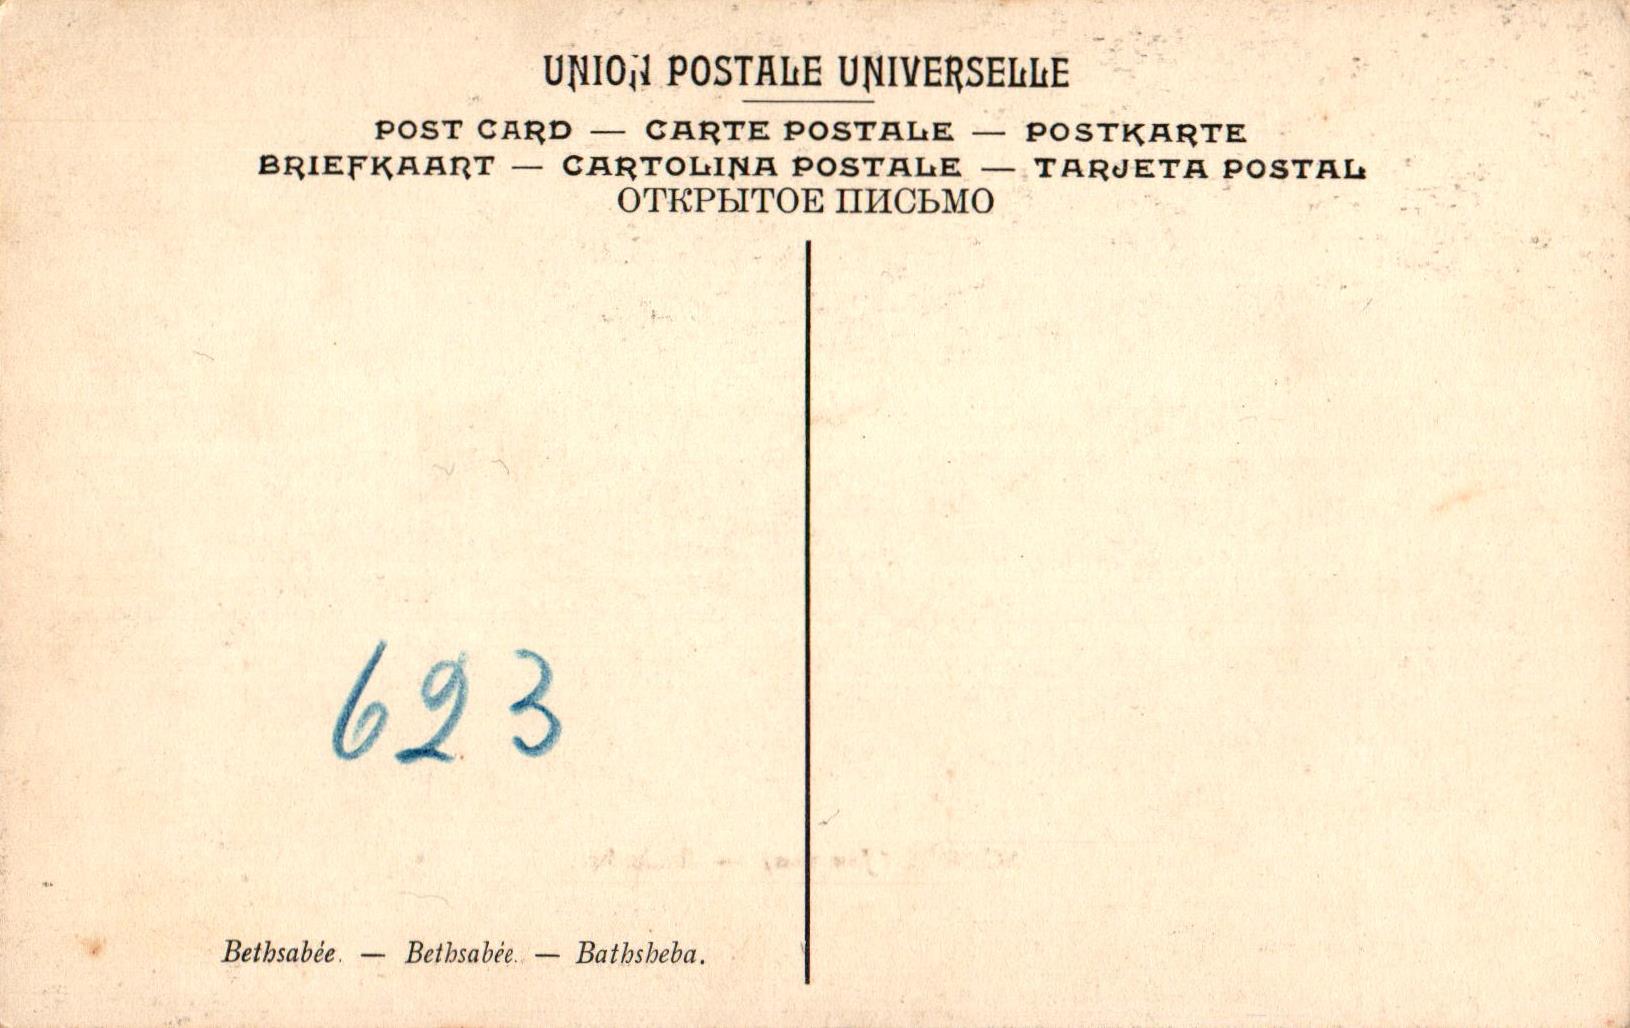 UNION POSTALE UNIVERSELLE
POST CARD — CARTE POSTALE — POSTKARTE
BRIEFKAART — CARTOLINA POSTALE — TARJETA POSTAL
ОТКРЫТОЕ ПИСЬМО
623
Bethsabée. — Bethsabée. — Bathsheba.